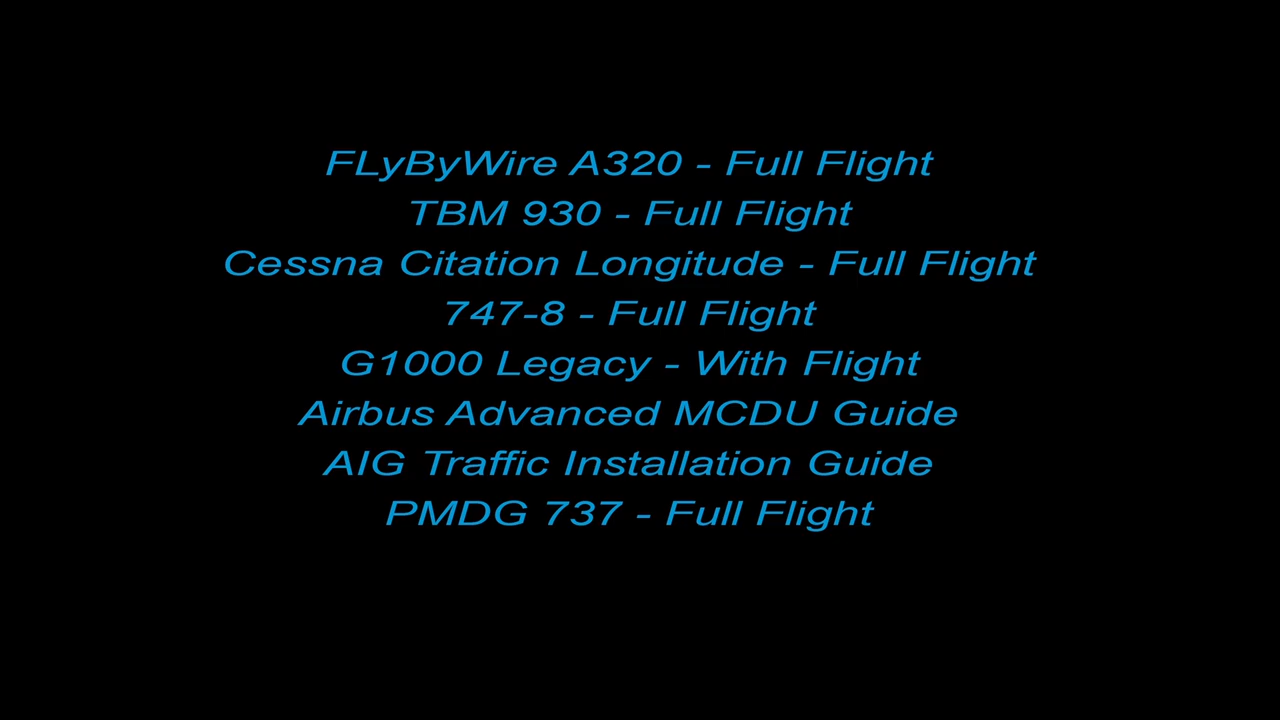 FLyByWire A320 - Full Flight
TBM 930 - Full Flight
Cessna Citation Longitude - Full Flight
747-8 - Full Flight
G1000 Legacy - With Flight
Airbus Advanced MCDU Guide
AIG Traffic Installation Guide
PMDG 737 - Full Flight